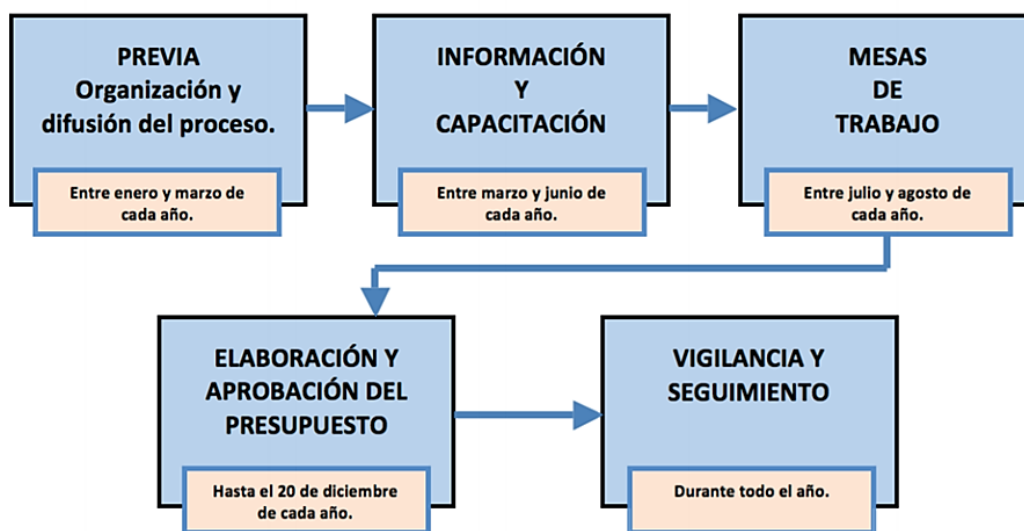 PREVIA
Organización y
difusión del proceso.
Entre enero y marzo de
cada año.
INFORMACIÓN
Y
CAPACITACIÓN
Entre marzo y junio de
cada año.
MESAS
DE
TRABAJO
Entre julio y agosto de
cada año.
ELABORACIÓN Y
APROBACIÓN DEL
PRESUPUESTO
Hasta el 20 de diciembre
de cada año.
VIGILANCIA Y
SEGUIMIENTO
Durante todo el año.